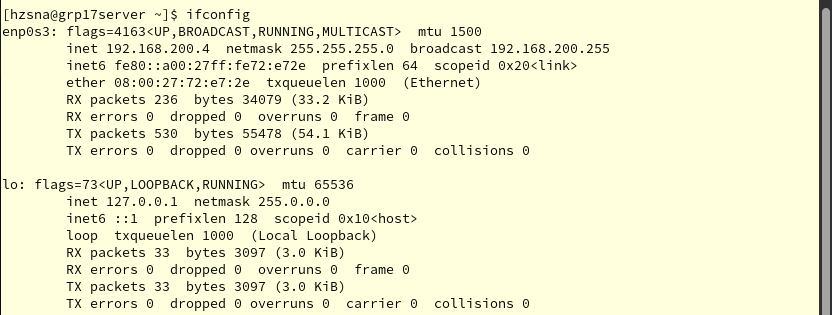 [hzsna@grp17server ~]$ ifconfig
enp0s3: flags=4163<UP,BROADCAST,RUNNING,MULTICAST>  mtu 1500
        inet 192.168.200.4  netmask 255.255.255.0  broadcast 192.168.200.255
        inet6 fe80::a00:27ff:fe72:e72e  prefixlen 64  scopeid 0x20<link>
        ether 08:00:27:72:e7:2e  txqueuelen 1000  (Ethernet)
        RX packets 236  bytes 34079 (33.2 KiB)
        RX errors 0  dropped 0  overruns 0  frame 0
        TX packets 530  bytes 55478 (54.1 KiB)
        TX errors 0  dropped 0 overruns 0  carrier 0  collisions 0

lo: flags=73<UP,LOOPBACK,RUNNING>  mtu 65536
        inet 127.0.0.1  netmask 255.0.0.0
        inet6 ::1  prefixlen 128  scopeid 0x10<host>
        loop  txqueuelen 1000  (Local Loopback)
        RX packets 33  bytes 3097 (3.0 KiB)
        RX errors 0  dropped 0  overruns 0  frame 0
        TX packets 33  bytes 3097 (3.0 KiB)
        TX errors 0  dropped 0 overruns 0  carrier 0  collisions 0